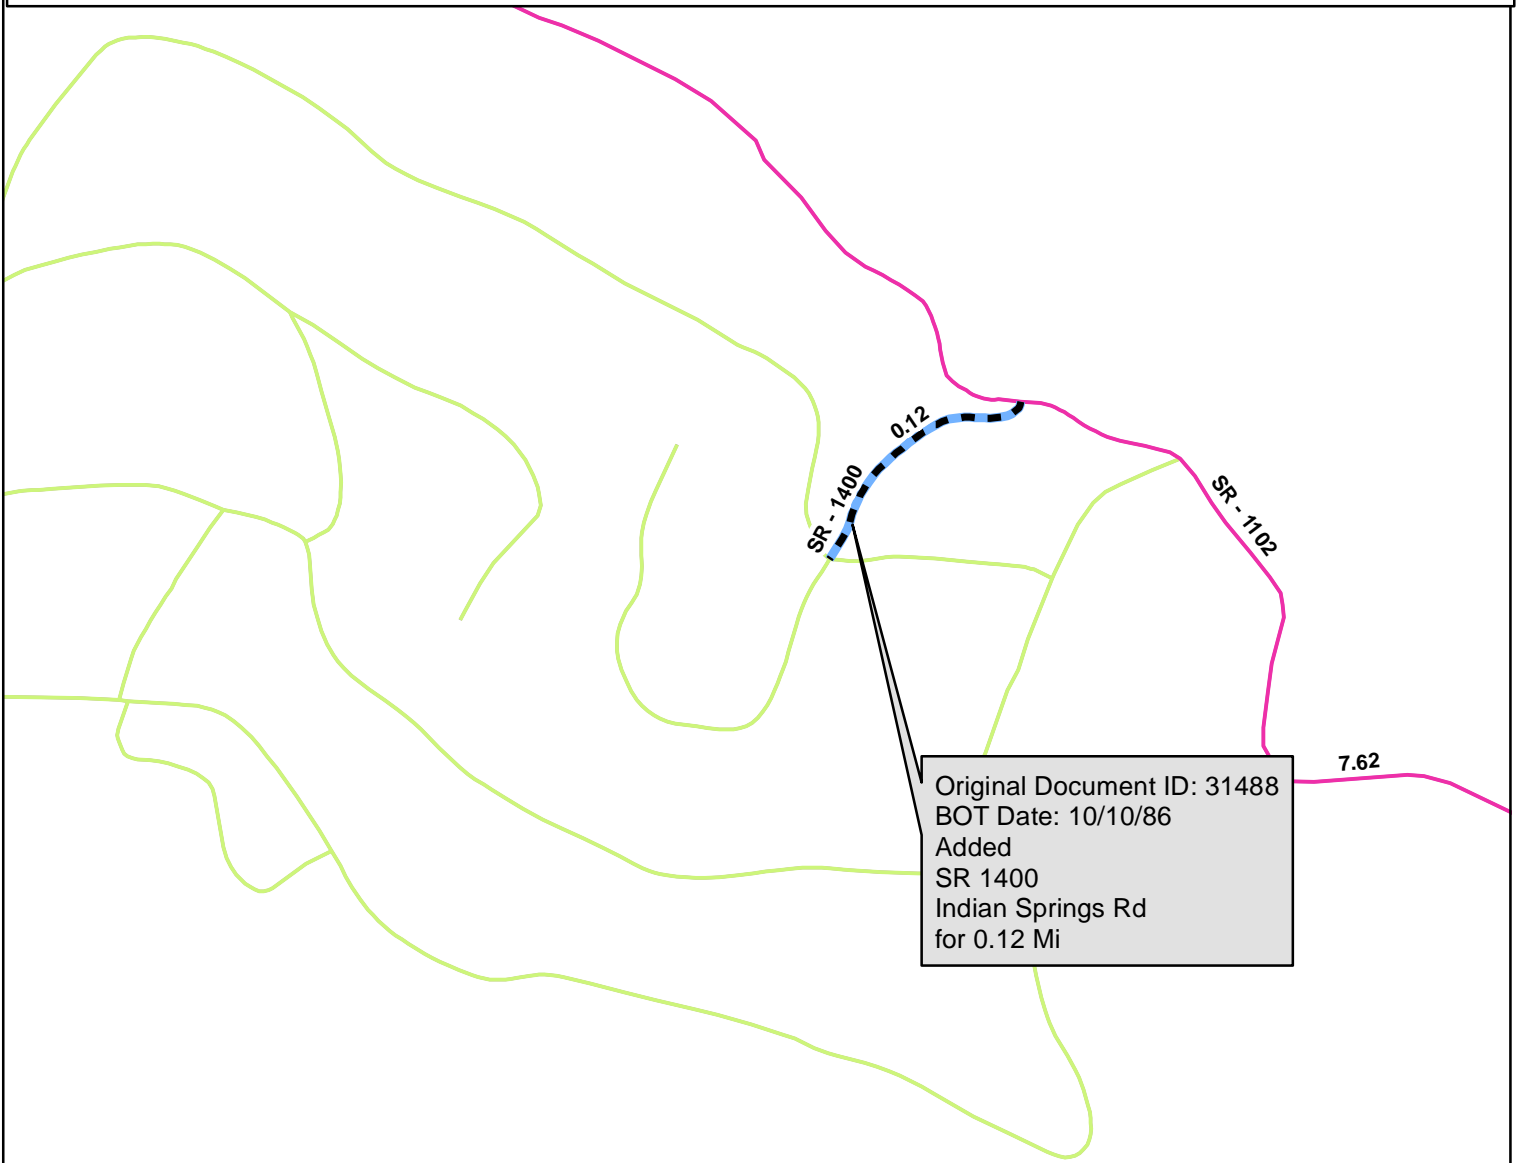 0.12
SR - 1400
SR - 1102
7.62
Original Document ID: 31488
BOT Date: 10/10/86
Added
SR 1400
Indian Springs Rd
for 0.12 Mi